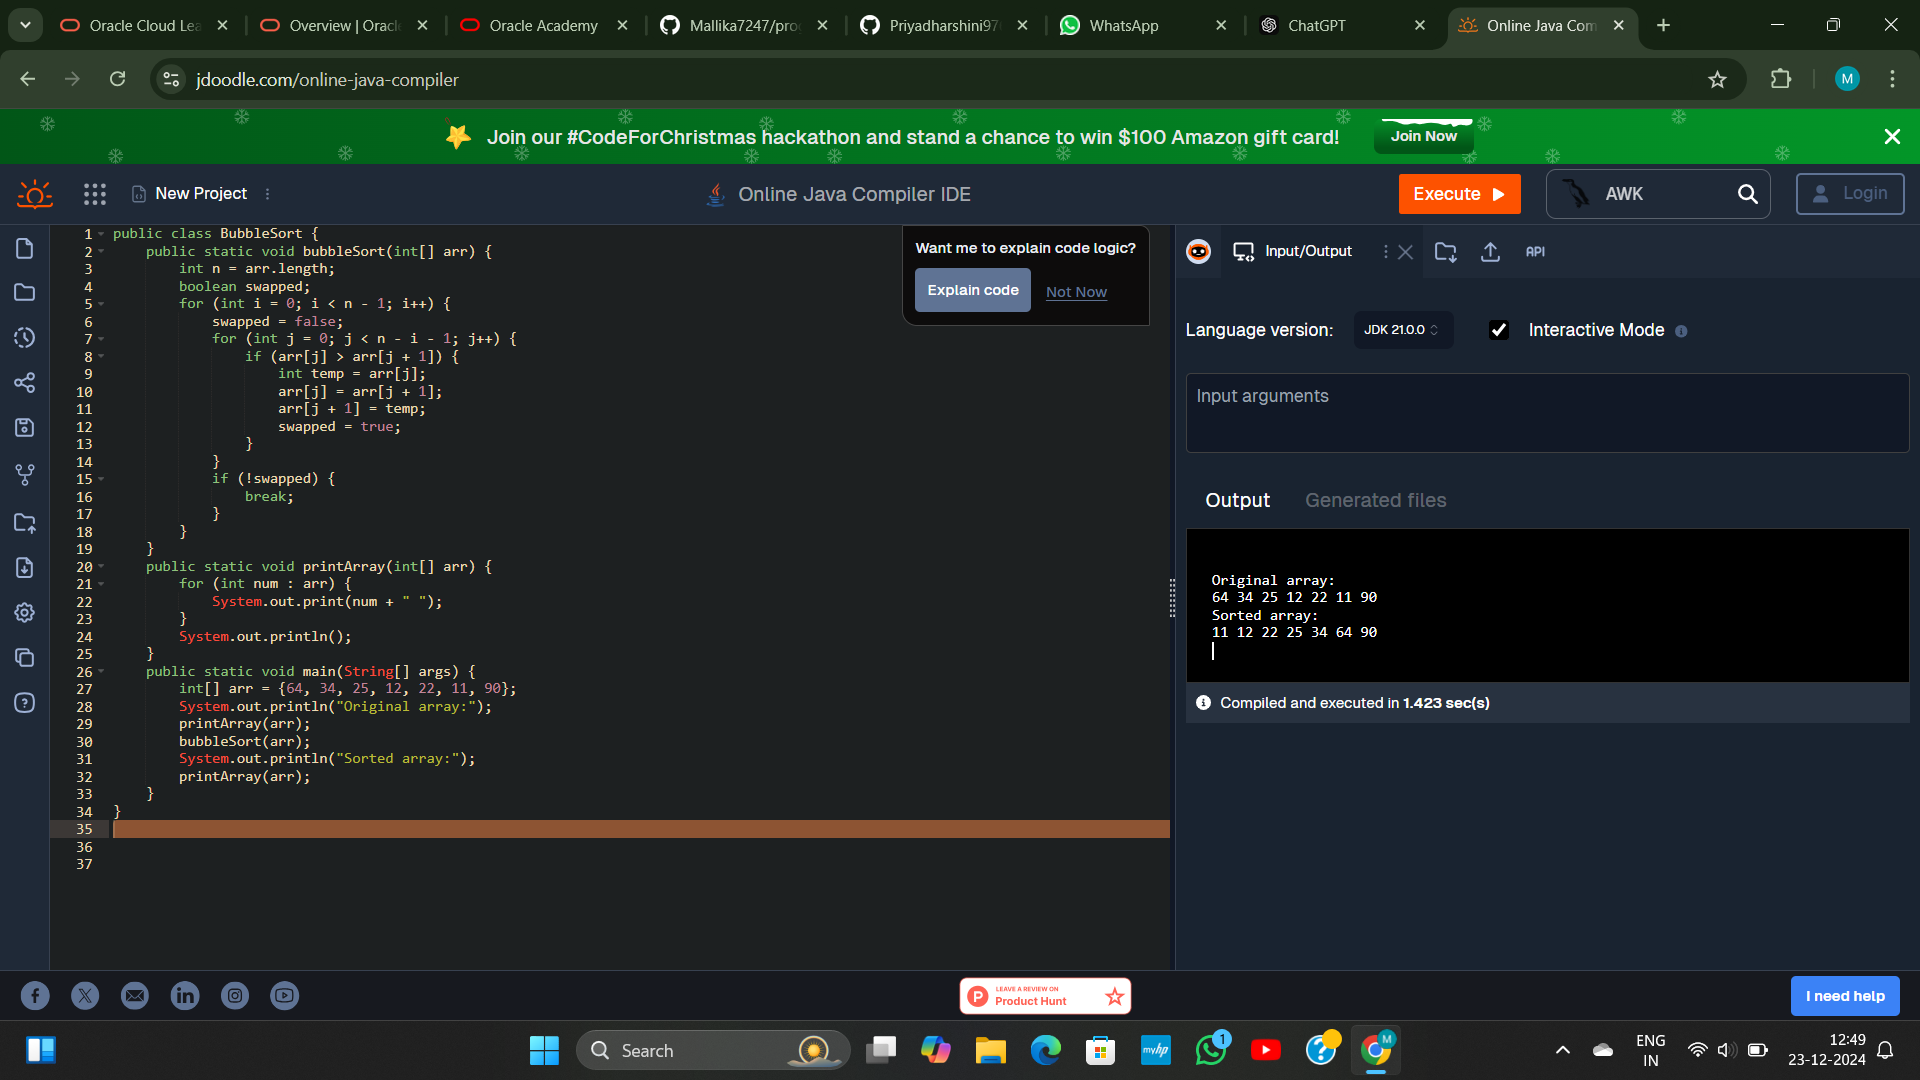 Oracle Cloud Lea
Overview | Oracle
Oracle Academy
Mallika7247/pro
Priyadharshini97
WhatsApp
ChatGPT
Online Java Com
jdoodle.com/online-java-compiler
M
Join our #CodeForChristmas hackathon and stand a chance to win $100 Amazon gift card!
Join Now
New Project
Online Java Compiler IDE
Execute
AWK
Login
1 public class BubbleSort {
2 public static void bubbleSort(int[] arr) {
3 int n = arr.length;
4 boolean swapped;
5 for (int i = 0; i < n - 1; i++) {
6 swapped = false;
7 for (int j = 0; j < n - i - 1; j++) {
8 if (arr[j] > arr[j + 1]) {
9 int temp = arr[j];
10 arr[j] = arr[j + 1];
11 arr[j + 1] = temp;
12 swapped = true;
13 }
14 }
15 if (!swapped) {
16 break;
17 }
18 }
19 }
20 public static void printArray(int[] arr) {
21 for (int num : arr) {
22 System.out.print(num + " ");
23 }
24 System.out.println();
25 }
26 public static void main(String[] args) {
27 int[] arr = {64, 34, 25, 12, 22, 11, 90};
28 System.out.println("Original array:");
29 printArray(arr);
30 bubbleSort(arr);
31 System.out.println("Sorted array:");
32 printArray(arr);
33 }
34 }
35
36
37
Want me to explain code logic?
Explain code
Not Now
Input/Output
API
Language version:
JDK 21.0.0
Interactive Mode
Input arguments
Output
Generated files
Original array:
64 34 25 12 22 11 90
Sorted array:
11 12 22 25 34 64 90
Compiled and executed in 1.423 sec(s)
P
LEAVE A REVIEW ON
Product Hunt
I need help
Search
myhp
1
M
ENG
IN
12:49
23-12-2024